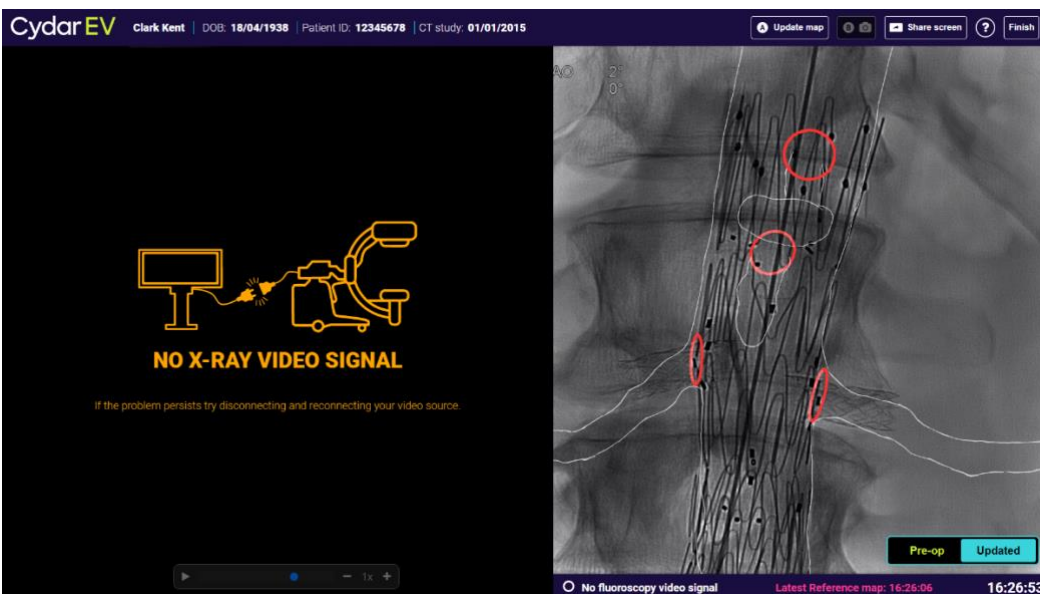 Cydar EV Clark Kent DOB: 18/04/1938 Patient ID: 12345678 CT study: 01/01/2015 Update map Share screen ? Finish
AO 2°
0°
NO X-RAY VIDEO SIGNAL
If the problem persists try disconnecting and reconnecting your video source.
1x
Pre-op Updated
No fluoroscopy video signal Latest Reference map: 16:26:06 16:26:53